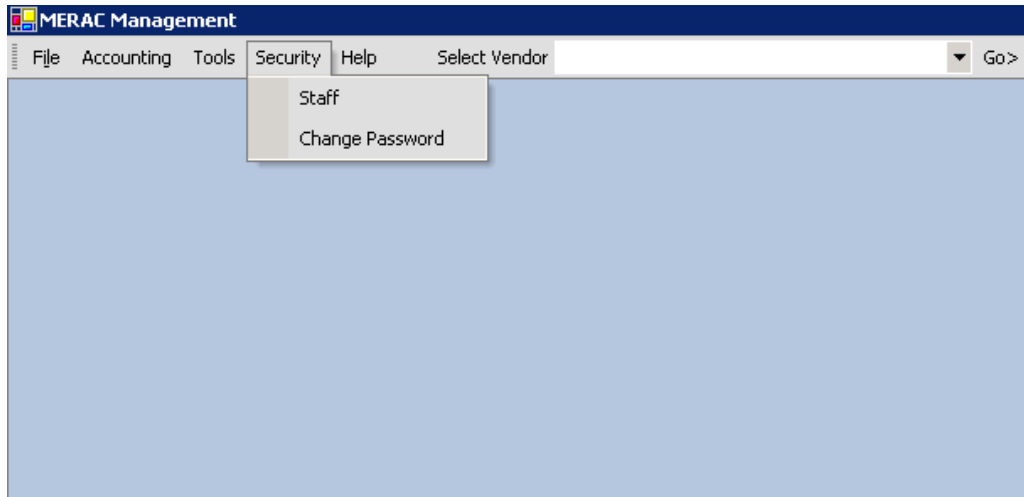 MERAC Management
File Accounting Tools Security Help Select Vendor Go>
Staff
Change Password